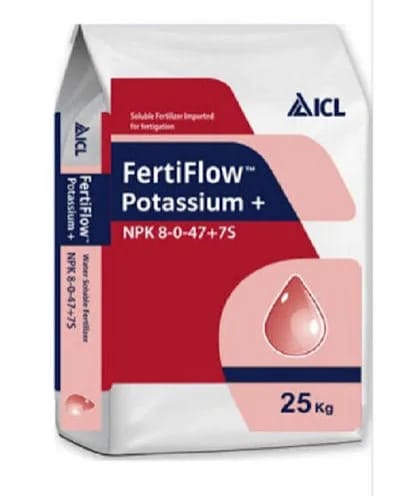 Soluble Fertilizer Imported
for fertigation
ICL
FertiFlow™
Potassium +
NPK 8-0-47+7S
25 Kg
ICL
FertiFlow™
Potassium +
NPK 8-0-47+7S
Water Soluble Fertilizer